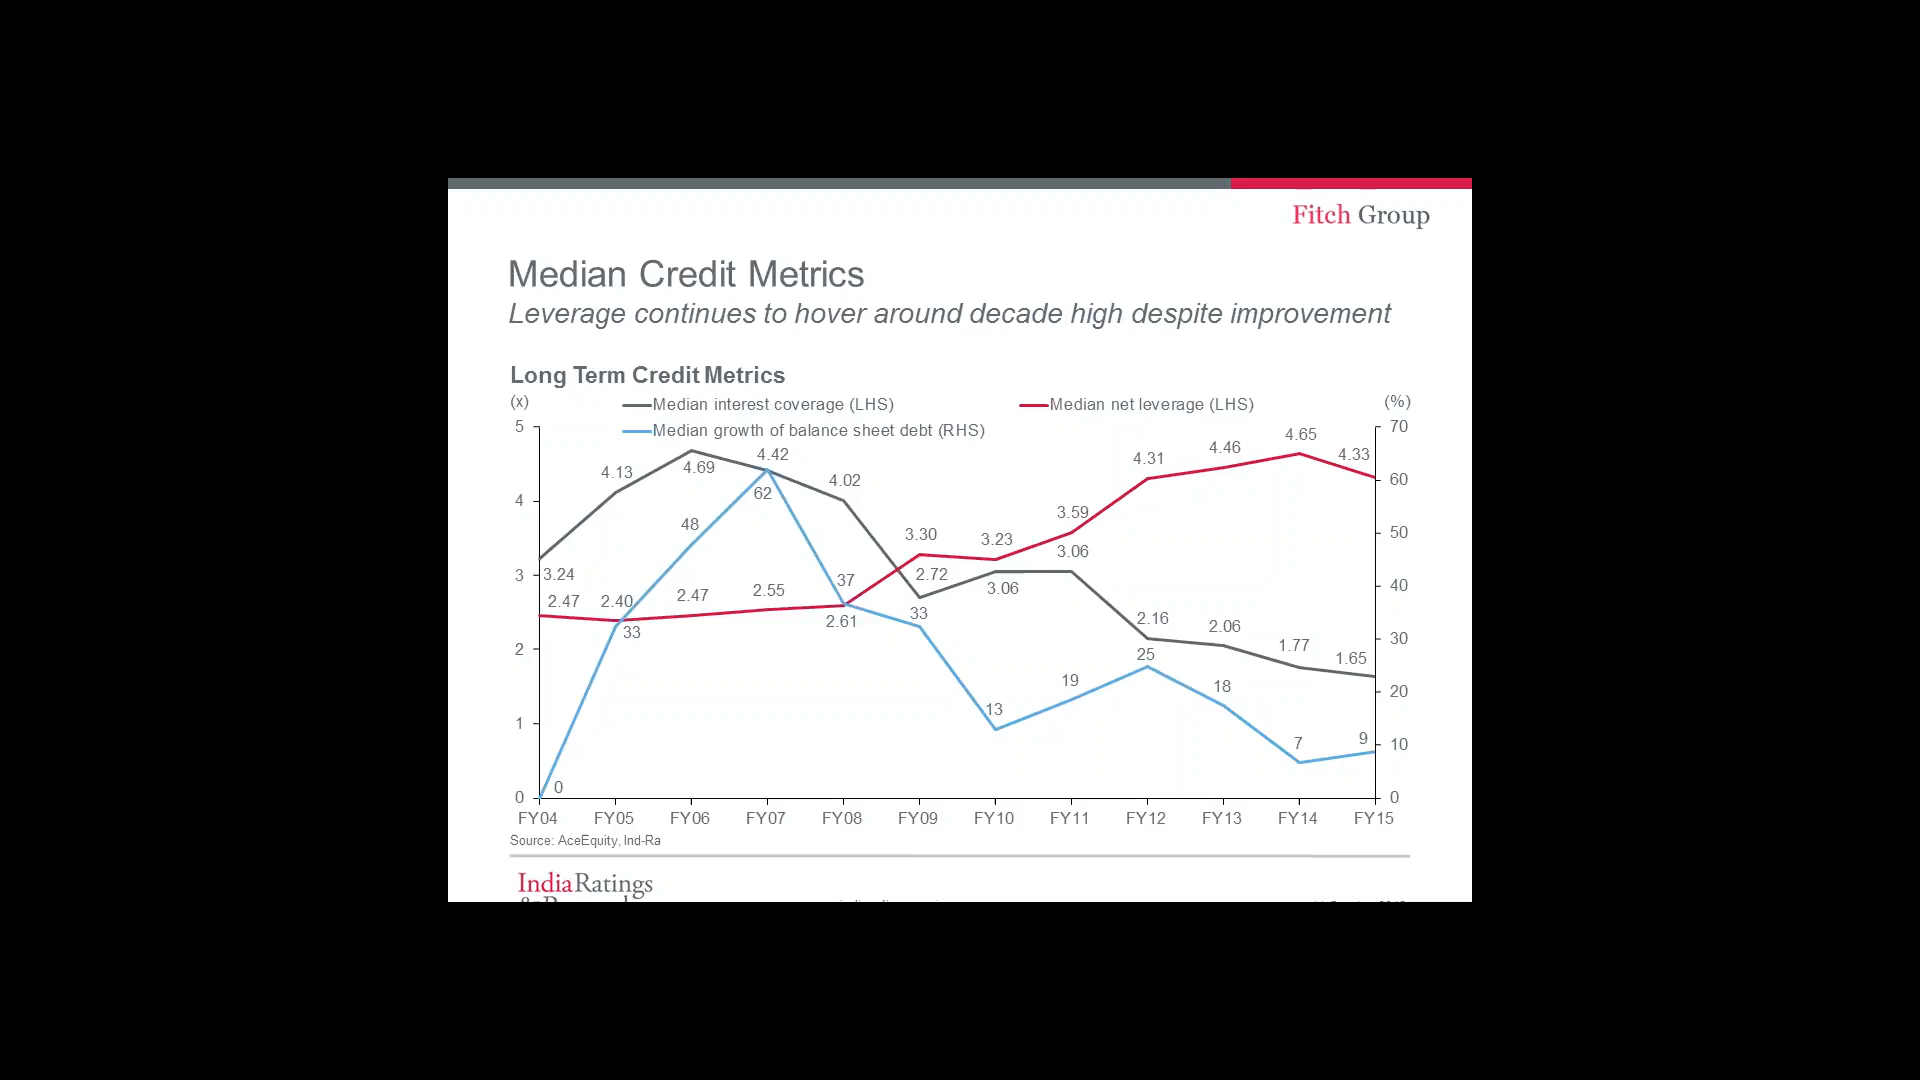 Fitch Group
Median Credit Metrics
Leverage continues to hover around decade high despite improvement
Long Term Credit Metrics
(x) Median interest coverage (LHS) Median net leverage (LHS) (%)
Median growth of balance sheet debt (RHS)
5 70
4.42 4.65
4.13 4.69 4.02 4.31 4.46 4.33
60
62
4 48 50
3.30 3.23 3.59
3.06
3 3.24 37 2.72 3.06 40
2.47 2.40 2.47 2.55
33 2.61 33 2.16 2.06
2 30
25 1.77 1.65
19 18 20
13
1 7 9 10
0
0 0
FY04 FY05 FY06 FY07 FY08 FY09 FY10 FY11 FY12 FY13 FY14 FY15
Source: AceEquity, Ind-Ra
IndiaRatings